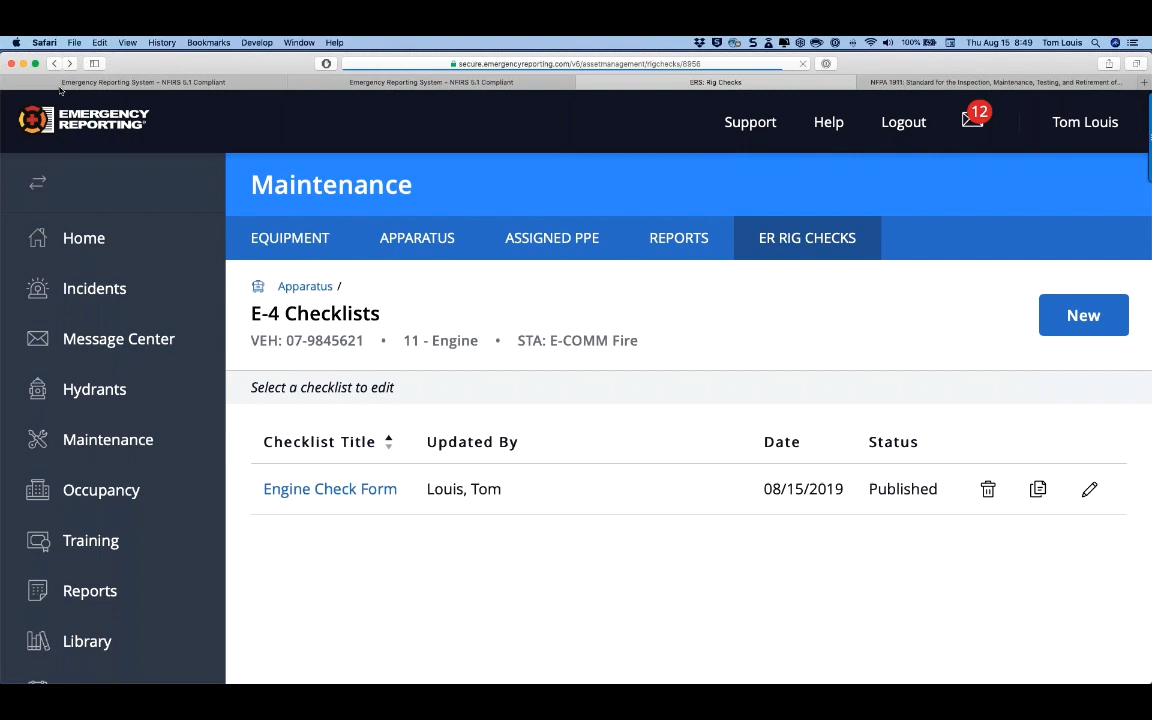 Safari File Edit View History Bookmarks Develop Window Help 100% Thu Aug 15 8:49 Tom Louis
secure.emergencyreporting.com/v6/assetmanagement/rigchecks/8956
Emergency Reporting System - NFIRS 5.1 Compliant Emergency Reporting System - NFIRS 5.1 Compliant ERS: Rig Checks NFPA 1911: Standard for the Inspection, Maintenance, Testing, and Retirement of...
EMERGENCY
REPORTING
Support Help Logout 12 Tom Louis
Maintenance
EQUIPMENT APPARATUS ASSIGNED PPE REPORTS ER RIG CHECKS
Home
Incidents
Message Center
Hydrants
Maintenance
Occupancy
Training
Reports
Library
Apparatus /
E-4 Checklists
New
VEH: 07-9845621 • 11 - Engine • STA: E-COMM Fire
Select a checklist to edit
Checklist Title Updated By Date Status
Engine Check Form Louis, Tom 08/15/2019 Published